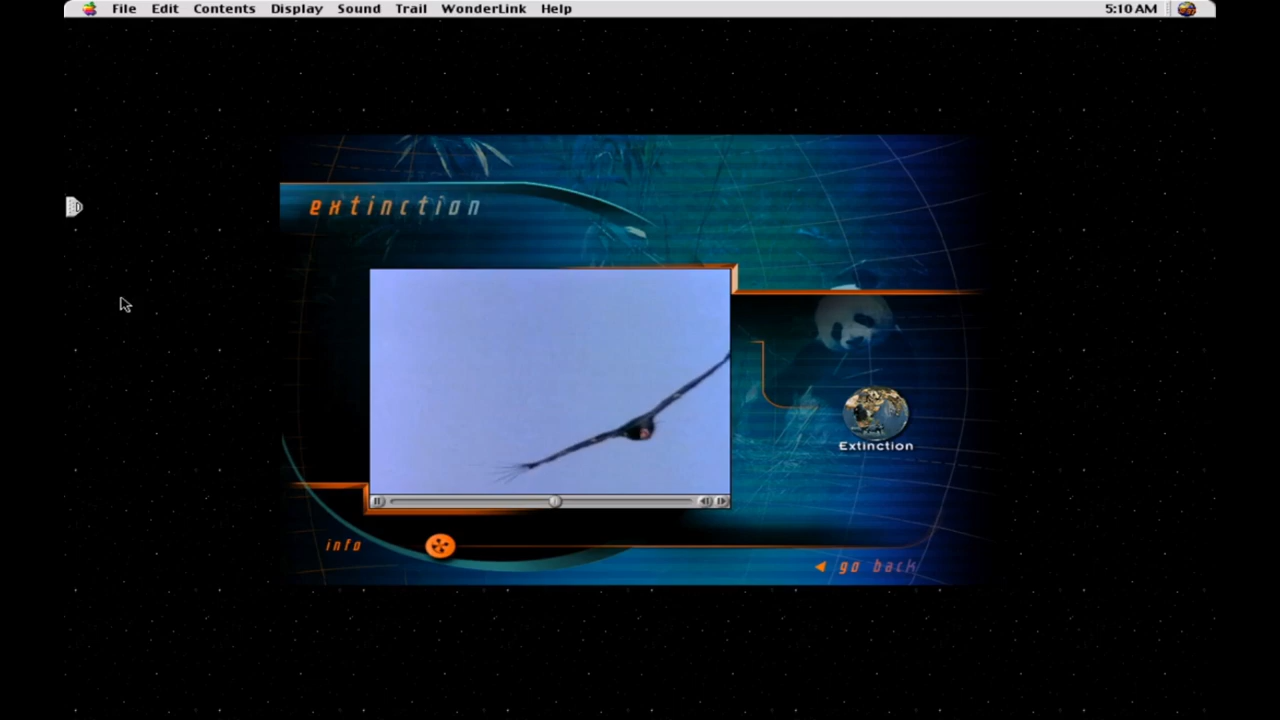 File Edit Contents Display Sound Trail WonderLink Help 5:10 AM
extinction
Extinction
info
go back